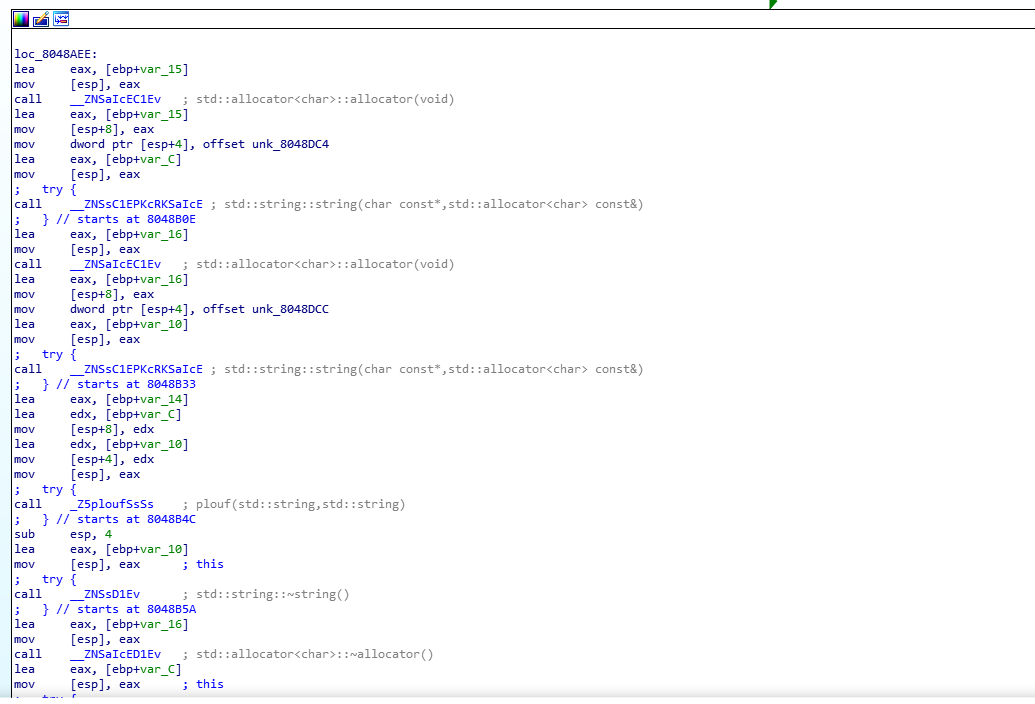 loc_8048AEE:
lea     eax, [ebp+var_15]
mov     [esp], eax
call    __ZNSaIcEC1Ev   ; std::allocator<char>::allocator(void)
lea     eax, [ebp+var_15]
mov     [esp+8], eax
mov     dword ptr [esp+4], offset unk_8048DC4
lea     eax, [ebp+var_C]
mov     [esp], eax
;   try {
call    __ZNSsC1EPKcRKSaIcE ; std::string::string(char const*,std::allocator<char> const&)
;   } // starts at 8048B0E
lea     eax, [ebp+var_16]
mov     [esp], eax
call    __ZNSaIcEC1Ev   ; std::allocator<char>::allocator(void)
lea     eax, [ebp+var_16]
mov     [esp+8], eax
mov     dword ptr [esp+4], offset unk_8048DCC
lea     eax, [ebp+var_10]
mov     [esp], eax
;   try {
call    __ZNSsC1EPKcRKSaIcE ; std::string::string(char const*,std::allocator<char> const&)
;   } // starts at 8048B33
lea     eax, [ebp+var_14]
lea     edx, [ebp+var_C]
mov     [esp+8], edx
lea     edx, [ebp+var_10]
mov     [esp+4], edx
mov     [esp], eax
;   try {
call    _Z5ploufSsSs    ; plouf(std::string,std::string)
;   } // starts at 8048B4C
sub     esp, 4
lea     eax, [ebp+var_10]
mov     [esp], eax      ; this
;   try {
call    __ZNSsD1Ev      ; std::string::~string()
;   } // starts at 8048B5A
lea     eax, [ebp+var_16]
mov     [esp], eax
call    __ZNSaIcED1Ev   ; std::allocator<char>::~allocator()
lea     eax, [ebp+var_C]
mov     [esp], eax      ; this